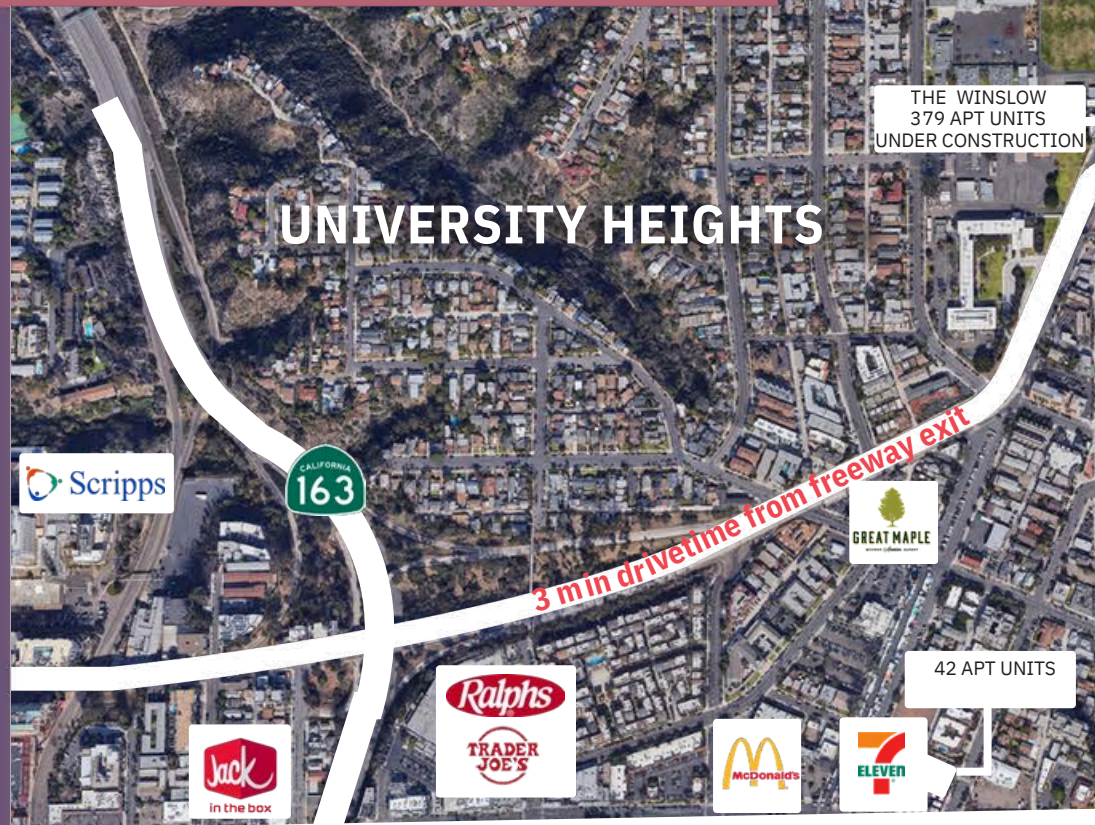 THE WINSLOW
379 APT UNITS
UNDER CONSTRUCTION
UNIVERSITY HEIGHTS
3 min drivetime from freeway exit
Scripps
CALIFORNIA
163
GREAT MAPLE
42 APT UNITS
Ralphs
TRADER
JOE'S
Jack
in the box
McDonald's
7
ELEVEN